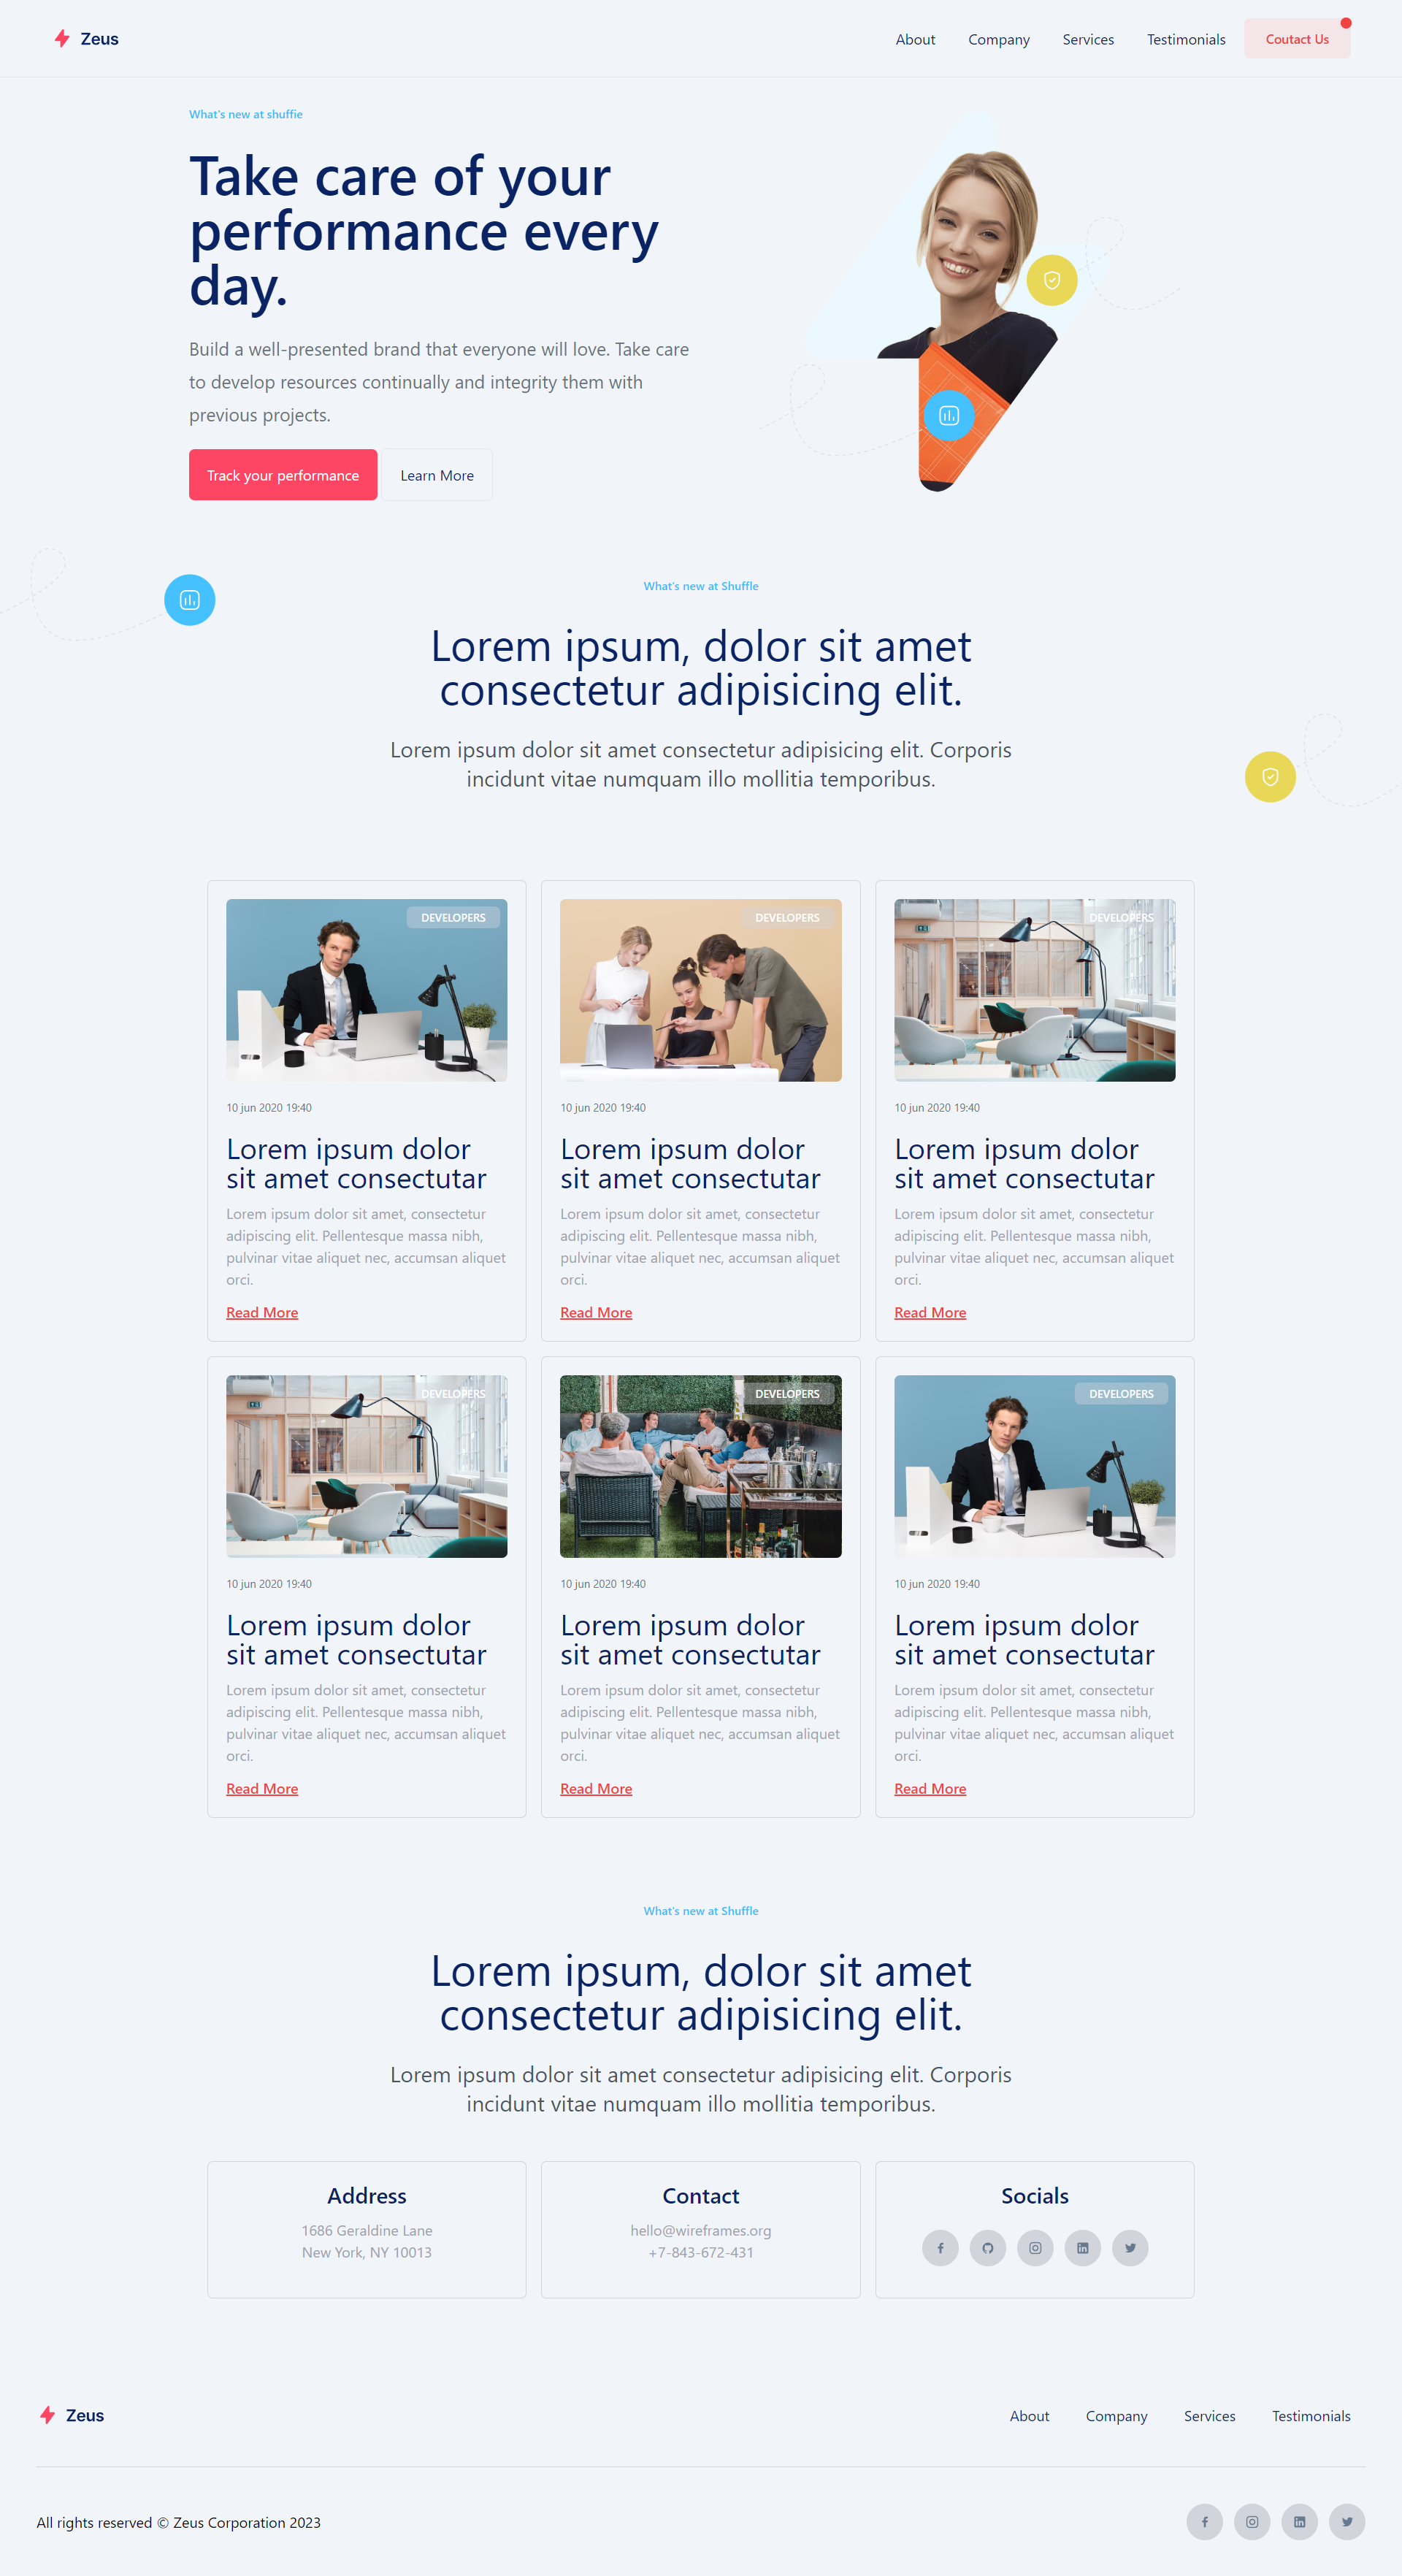 Zeus
About Company Services Testimonials Coutact Us
What's new at shuffie
Take care of your
performance every
day.
Build a well-presented brand that everyone will love. Take care
to develop resources continually and integrity them with
previous projects.
Track your performance Learn More
What's new at Shuffle
Lorem ipsum, dolor sit amet
consectetur adipisicing elit.
Lorem ipsum dolor sit amet consectetur adipisicing elit. Corporis
incidunt vitae numquam illo mollitia temporibus.
DEVELOPERS
10 jun 2020 19:40
Lorem ipsum dolor
sit amet consectutar
Lorem ipsum dolor sit amet, consectetur
adipiscing elit. Pellentesque massa nibh,
pulvinar vitae aliquet nec, accumsan aliquet
orci.
Read More
DEVELOPERS
10 jun 2020 19:40
Lorem ipsum dolor
sit amet consectutar
Lorem ipsum dolor sit amet, consectetur
adipiscing elit. Pellentesque massa nibh,
pulvinar vitae aliquet nec, accumsan aliquet
orci.
Read More
DEVELOPERS
10 jun 2020 19:40
Lorem ipsum dolor
sit amet consectutar
Lorem ipsum dolor sit amet, consectetur
adipiscing elit. Pellentesque massa nibh,
pulvinar vitae aliquet nec, accumsan aliquet
orci.
Read More
DEVELOPERS
10 jun 2020 19:40
Lorem ipsum dolor
sit amet consectutar
Lorem ipsum dolor sit amet, consectetur
adipiscing elit. Pellentesque massa nibh,
pulvinar vitae aliquet nec, accumsan aliquet
orci.
Read More
DEVELOPERS
10 jun 2020 19:40
Lorem ipsum dolor
sit amet consectutar
Lorem ipsum dolor sit amet, consectetur
adipiscing elit. Pellentesque massa nibh,
pulvinar vitae aliquet nec, accumsan aliquet
orci.
Read More
DEVELOPERS
10 jun 2020 19:40
Lorem ipsum dolor
sit amet consectutar
Lorem ipsum dolor sit amet, consectetur
adipiscing elit. Pellentesque massa nibh,
pulvinar vitae aliquet nec, accumsan aliquet
orci.
Read More
What's new at Shuffle
Lorem ipsum, dolor sit amet
consectetur adipisicing elit.
Lorem ipsum dolor sit amet consectetur adipisicing elit. Corporis
incidunt vitae numquam illo mollitia temporibus.
Address
1686 Geraldine Lane
New York, NY 10013
Contact
hello@wireframes.org
+7-843-672-431
Socials
Zeus
About Company Services Testimonials
All rights reserved © Zeus Corporation 2023